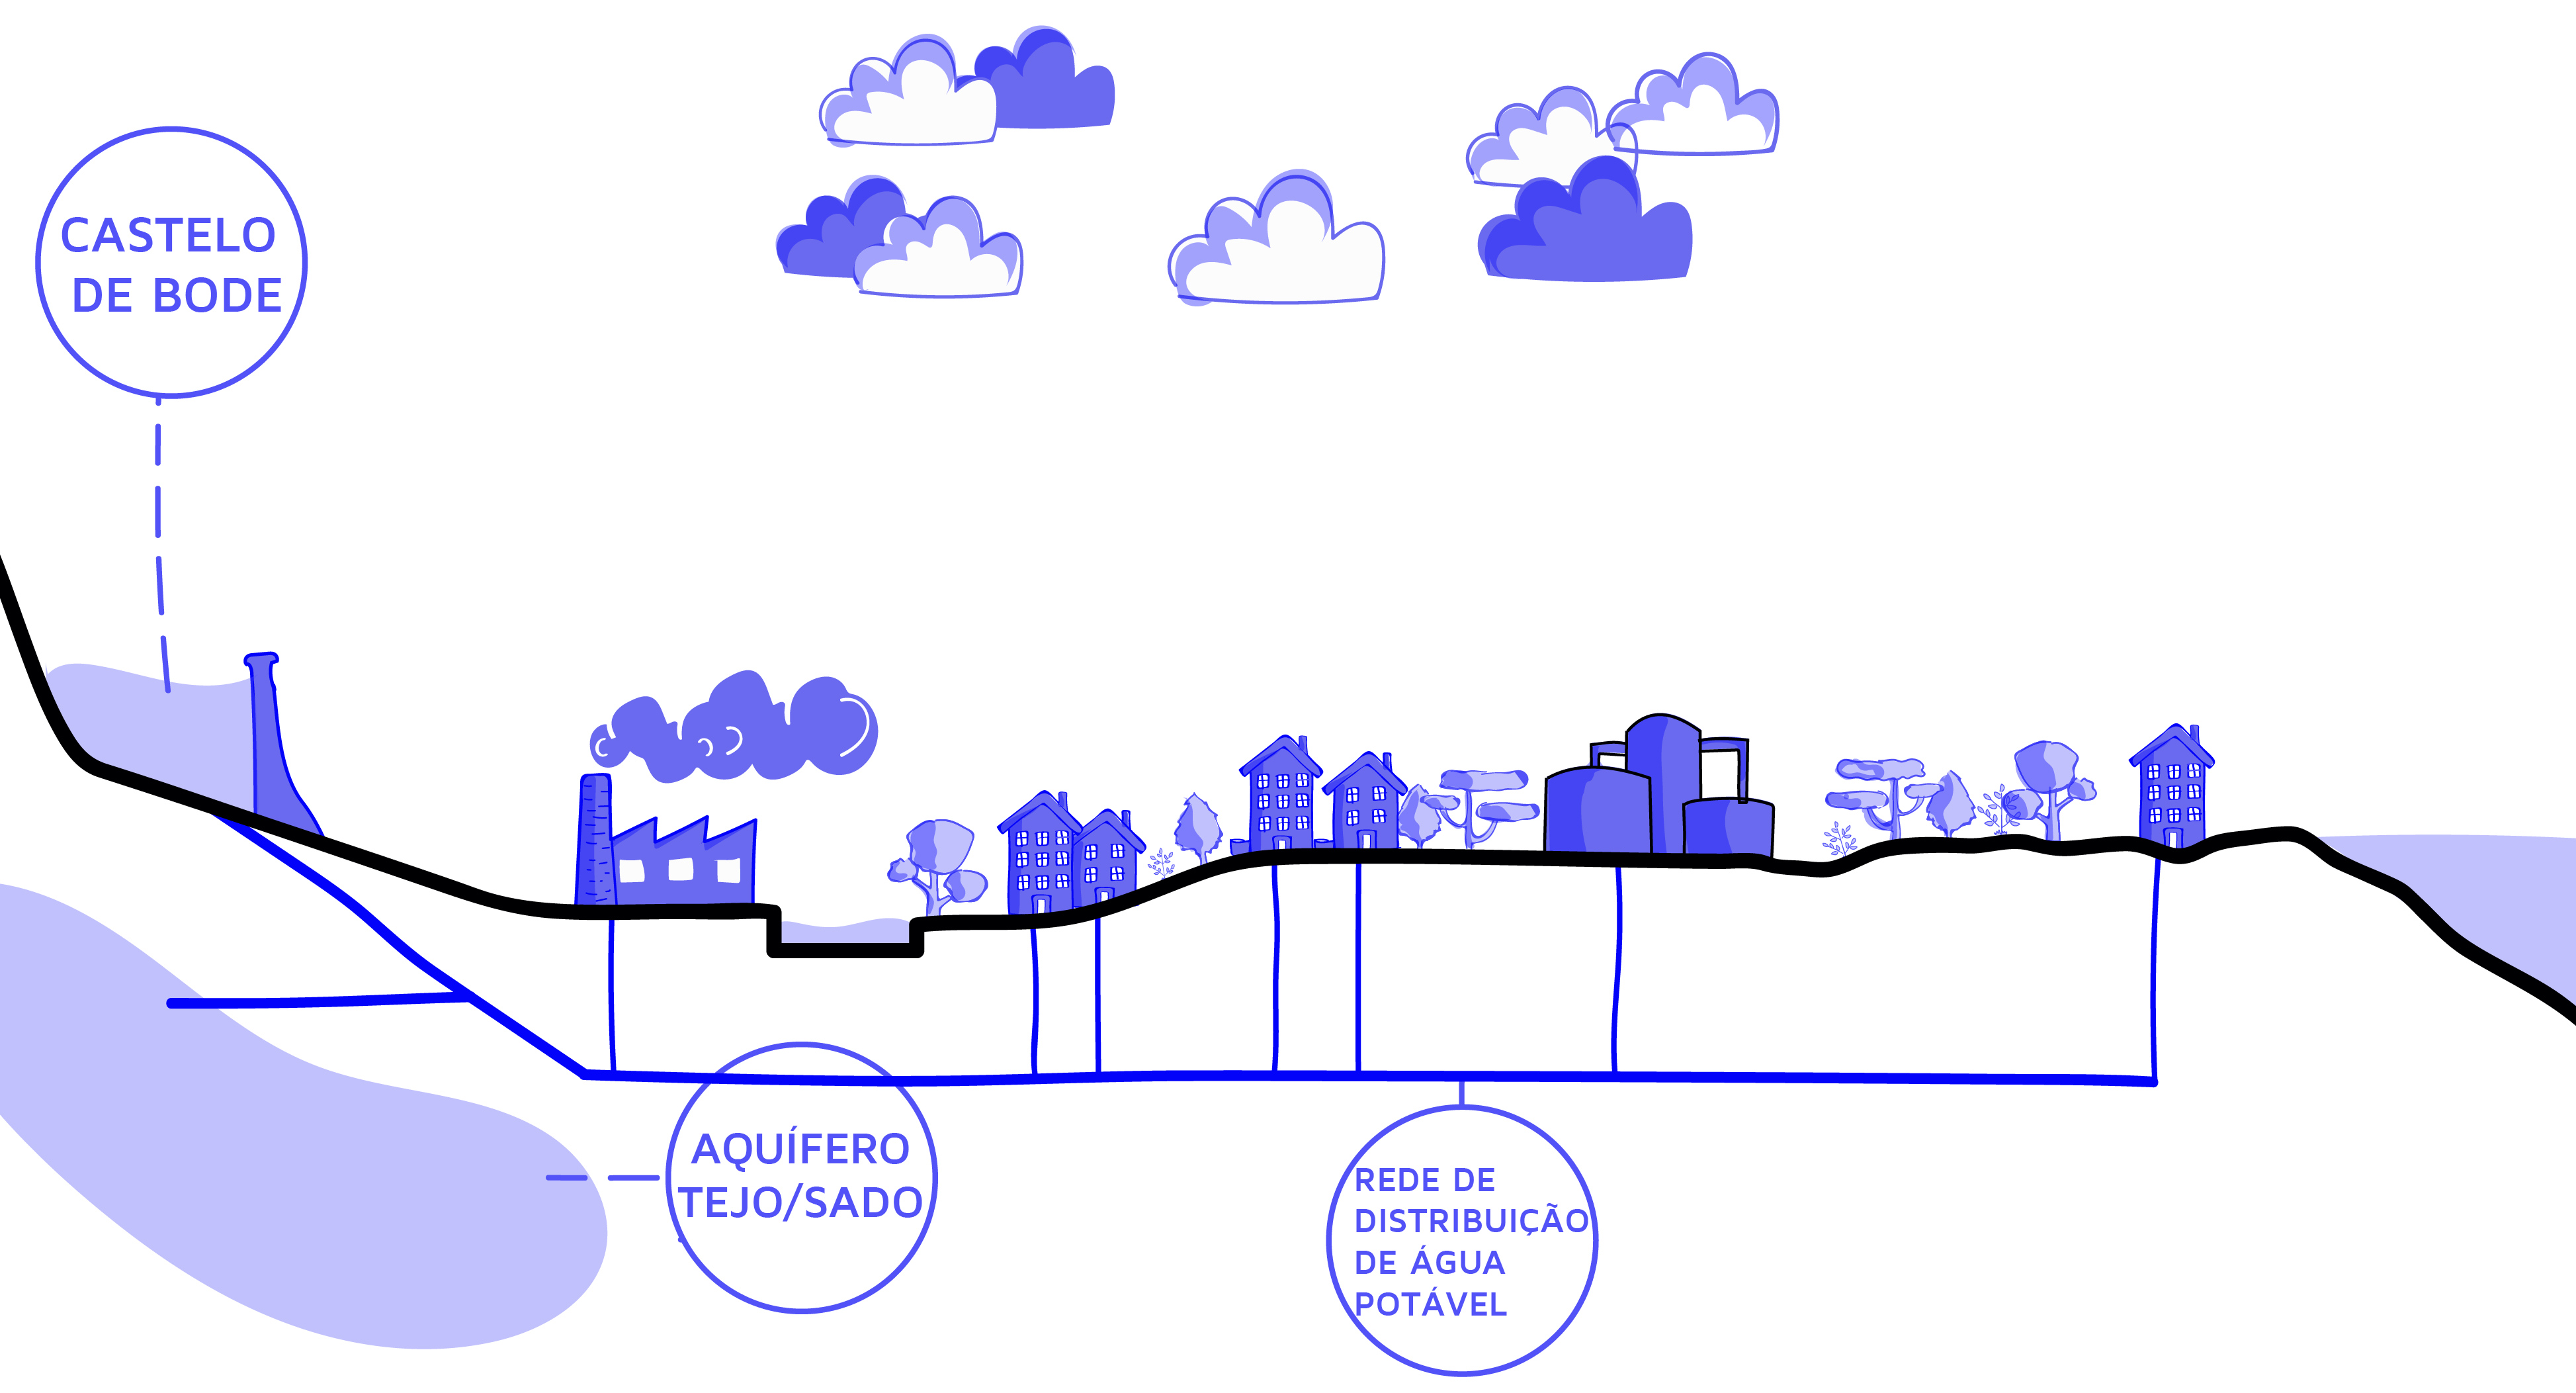 CASTELO
DE BODE
AQUÍFERO
TEJO/SADO
REDE DE
DISTRIBUIÇÃO
DE ÁGUA
POTÁVEL